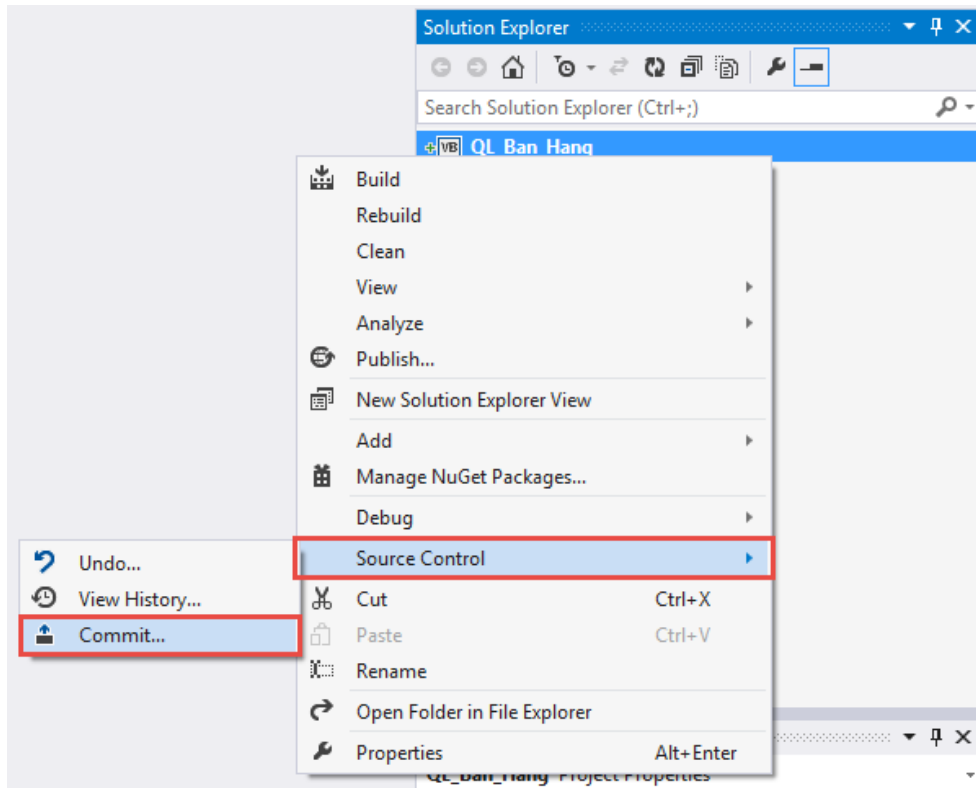 Solution Explorer
Search Solution Explorer (Ctrl+;)
VB QL_Ban_Hang
Build
Rebuild
Clean
View
Analyze
Publish...
New Solution Explorer View
Add
Manage NuGet Packages...
Debug
Source Control
Undo...
View History...
Commit...
Cut Ctrl+X
Paste Ctrl+V
Rename
Open Folder in File Explorer
Properties Alt+Enter
QL_Ban_Hang Project Properties